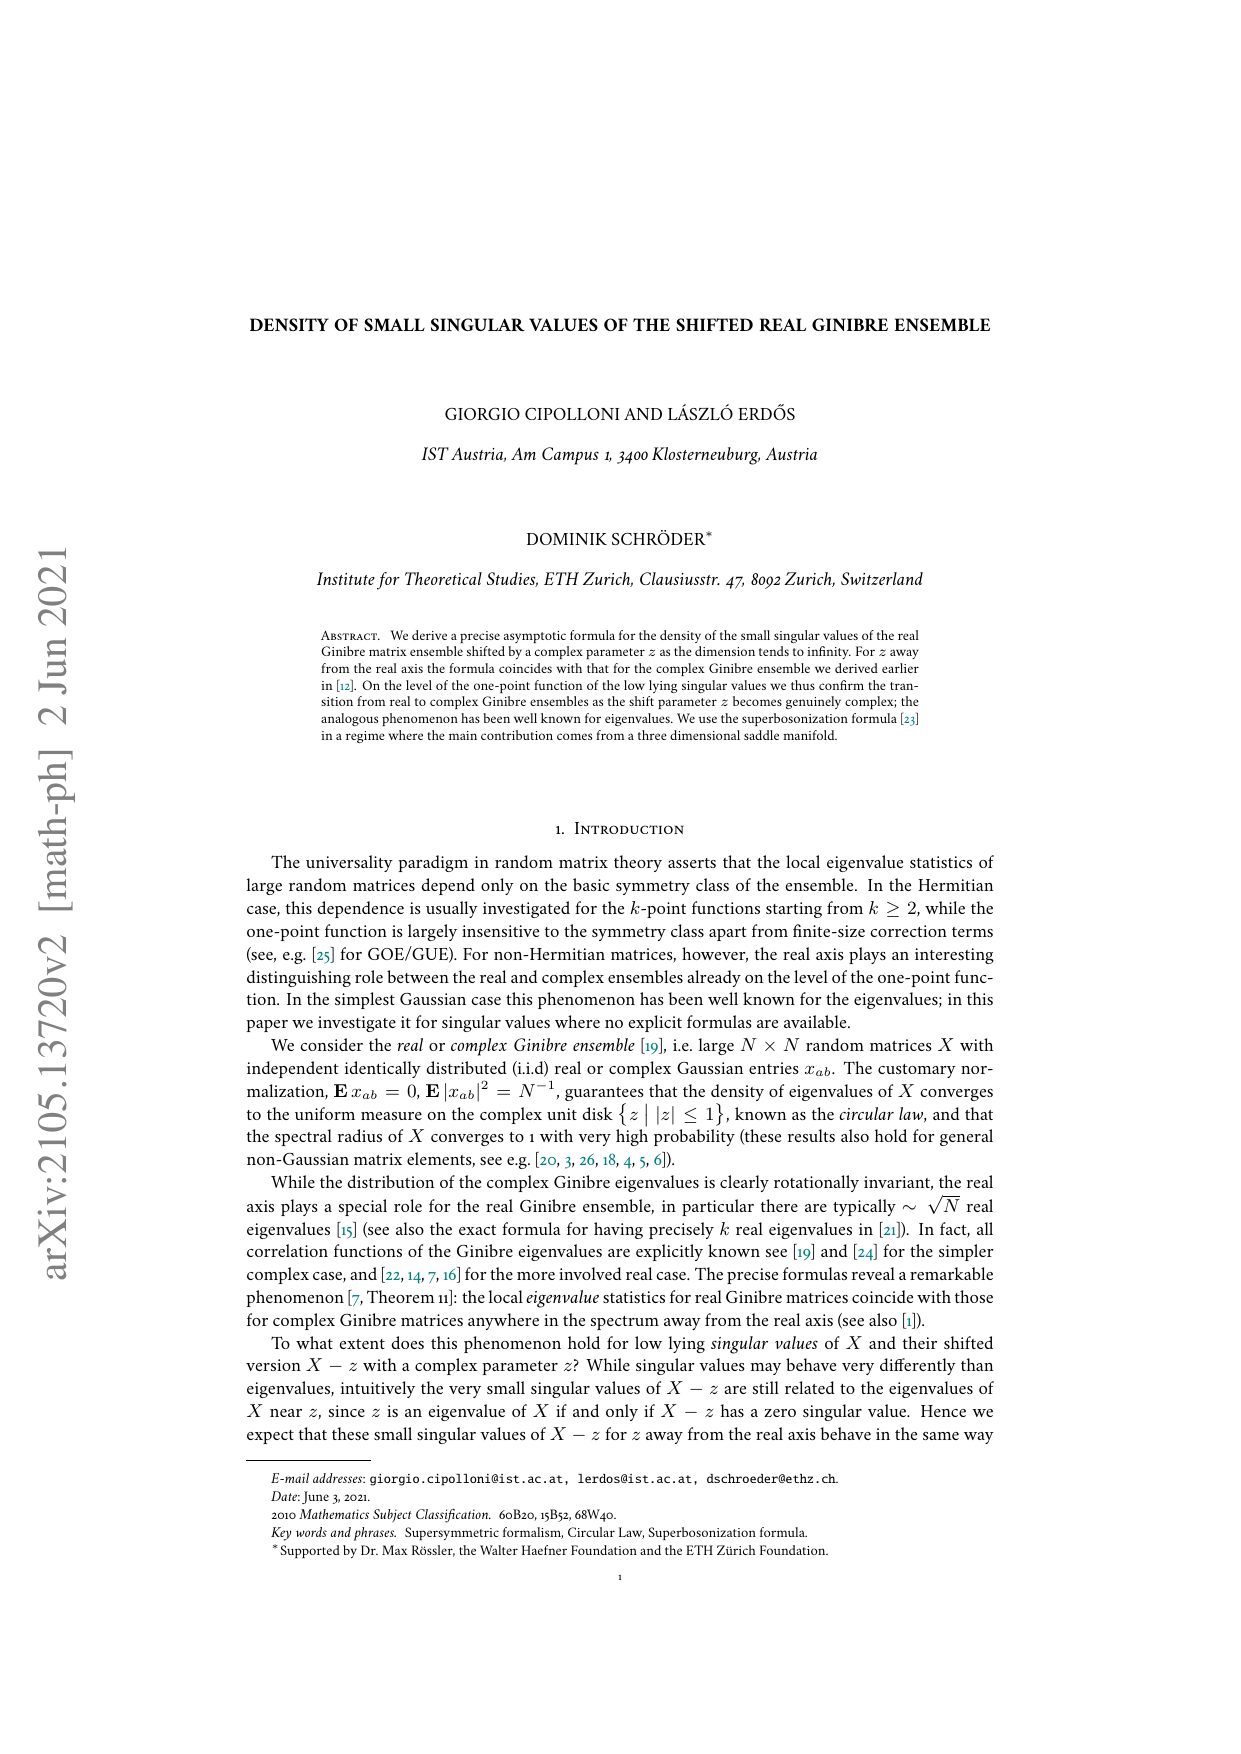 arXiv:2105.13720v2 [math-ph] 2 Jun 2021
DENSITY OF SMALL SINGULAR VALUES OF THE SHIFTED REAL GINIBRE ENSEMBLE
GIORGIO CIPOLLONI AND LÁSZLÓ ERDŐS
IST Austria, Am Campus 1, 3400 Klosterneuburg, Austria
DOMINIK SCHRÖDER*
Institute for Theoretical Studies, ETH Zurich, Clausiusstr. 47, 8092 Zurich, Switzerland
Abstract. We derive a precise asymptotic formula for the density of the small singular values of the real
Ginibre matrix ensemble shifted by a complex parameter z as the dimension tends to infinity. For z away
from the real axis the formula coincides with that for the complex Ginibre ensemble we derived earlier
in [12]. On the level of the one-point function of the low lying singular values we thus confirm the tran-
sition from real to complex Ginibre ensembles as the shift parameter z becomes genuinely complex; the
analogous phenomenon has been well known for eigenvalues. We use the superbosonization formula [23]
in a regime where the main contribution comes from a three dimensional saddle manifold.
1. Introduction
The universality paradigm in random matrix theory asserts that the local eigenvalue statistics of
large random matrices depend only on the basic symmetry class of the ensemble. In the Hermitian
case, this dependence is usually investigated for the k-point functions starting from k ≥ 2, while the
one-point function is largely insensitive to the symmetry class apart from finite-size correction terms
(see, e.g. [25] for GOE/GUE). For non-Hermitian matrices, however, the real axis plays an interesting
distinguishing role between the real and complex ensembles already on the level of the one-point func-
tion. In the simplest Gaussian case this phenomenon has been well known for the eigenvalues; in this
paper we investigate it for singular values where no explicit formulas are available.
We consider the real or complex Ginibre ensemble [19], i.e. large N × N random matrices X with
independent identically distributed (i.i.d) real or complex Gaussian entries x_{ab}. The customary nor-
malization, E x_{ab} = 0, E |x_{ab}|² = N⁻¹, guarantees that the density of eigenvalues of X converges
to the uniform measure on the complex unit disk {z | |z| ≤ 1}, known as the circular law, and that
the spectral radius of X converges to 1 with very high probability (these results also hold for general
non-Gaussian matrix elements, see e.g. [20, 3, 26, 18, 4, 5, 6]).
While the distribution of the complex Ginibre eigenvalues is clearly rotationally invariant, the real
axis plays a special role for the real Ginibre ensemble, in particular there are typically ∼ √N real
eigenvalues [15] (see also the exact formula for having precisely k real eigenvalues in [21]). In fact, all
correlation functions of the Ginibre eigenvalues are explicitly known see [19] and [24] for the simpler
complex case, and [22, 14, 7, 16] for the more involved real case. The precise formulas reveal a remarkable
phenomenon [7, Theorem 11]: the local eigenvalue statistics for real Ginibre matrices coincide with those
for complex Ginibre matrices anywhere in the spectrum away from the real axis (see also [1]).
To what extent does this phenomenon hold for low lying singular values of X and their shifted
version X − z with a complex parameter z? While singular values may behave very differently than
eigenvalues, intuitively the very small singular values of X − z are still related to the eigenvalues of
X near z, since z is an eigenvalue of X if and only if X − z has a zero singular value. Hence we
expect that these small singular values of X − z for z away from the real axis behave in the same way
E-mail addresses: giorgio.cipolloni@ist.ac.at, lerdos@ist.ac.at, dschroeder@ethz.ch.
Date: June 3, 2021.
2010 Mathematics Subject Classification. 60B20, 15B52, 68W40.
Key words and phrases. Supersymmetric formalism, Circular Law, Superbosonization formula.
* Supported by Dr. Max Rössler, the Walter Haefner Foundation and the ETH Zürich Foundation.
1